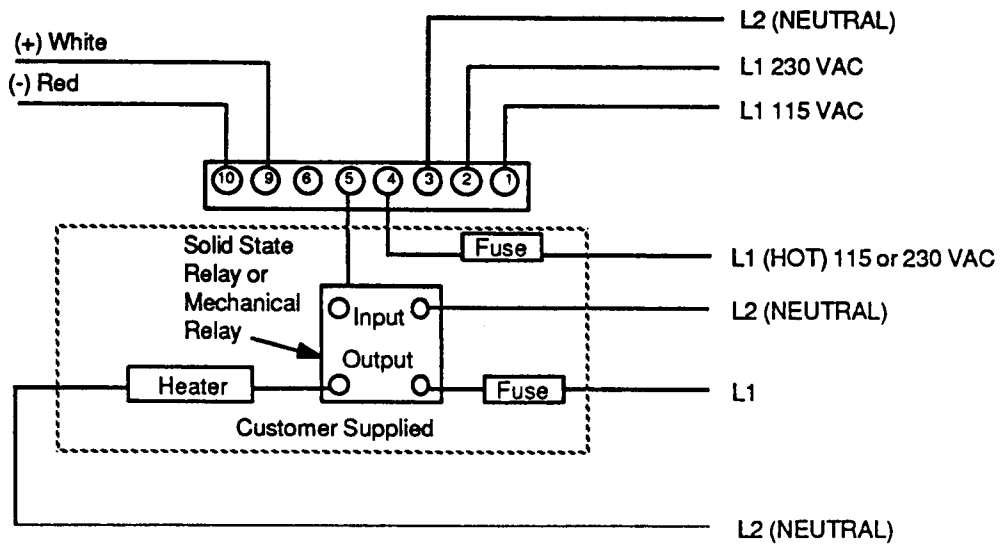 L2 (NEUTRAL)
(+) White
L1 230 VAC
(-) Red
L1 115 VAC
10 9 6 5 4 3 2 1
Fuse
L1 (HOT) 115 or 230 VAC
Solid State
Relay or
Mechanical
Relay
Input
L2 (NEUTRAL)
Output
Heater
Fuse
L1
Customer Supplied
L2 (NEUTRAL)